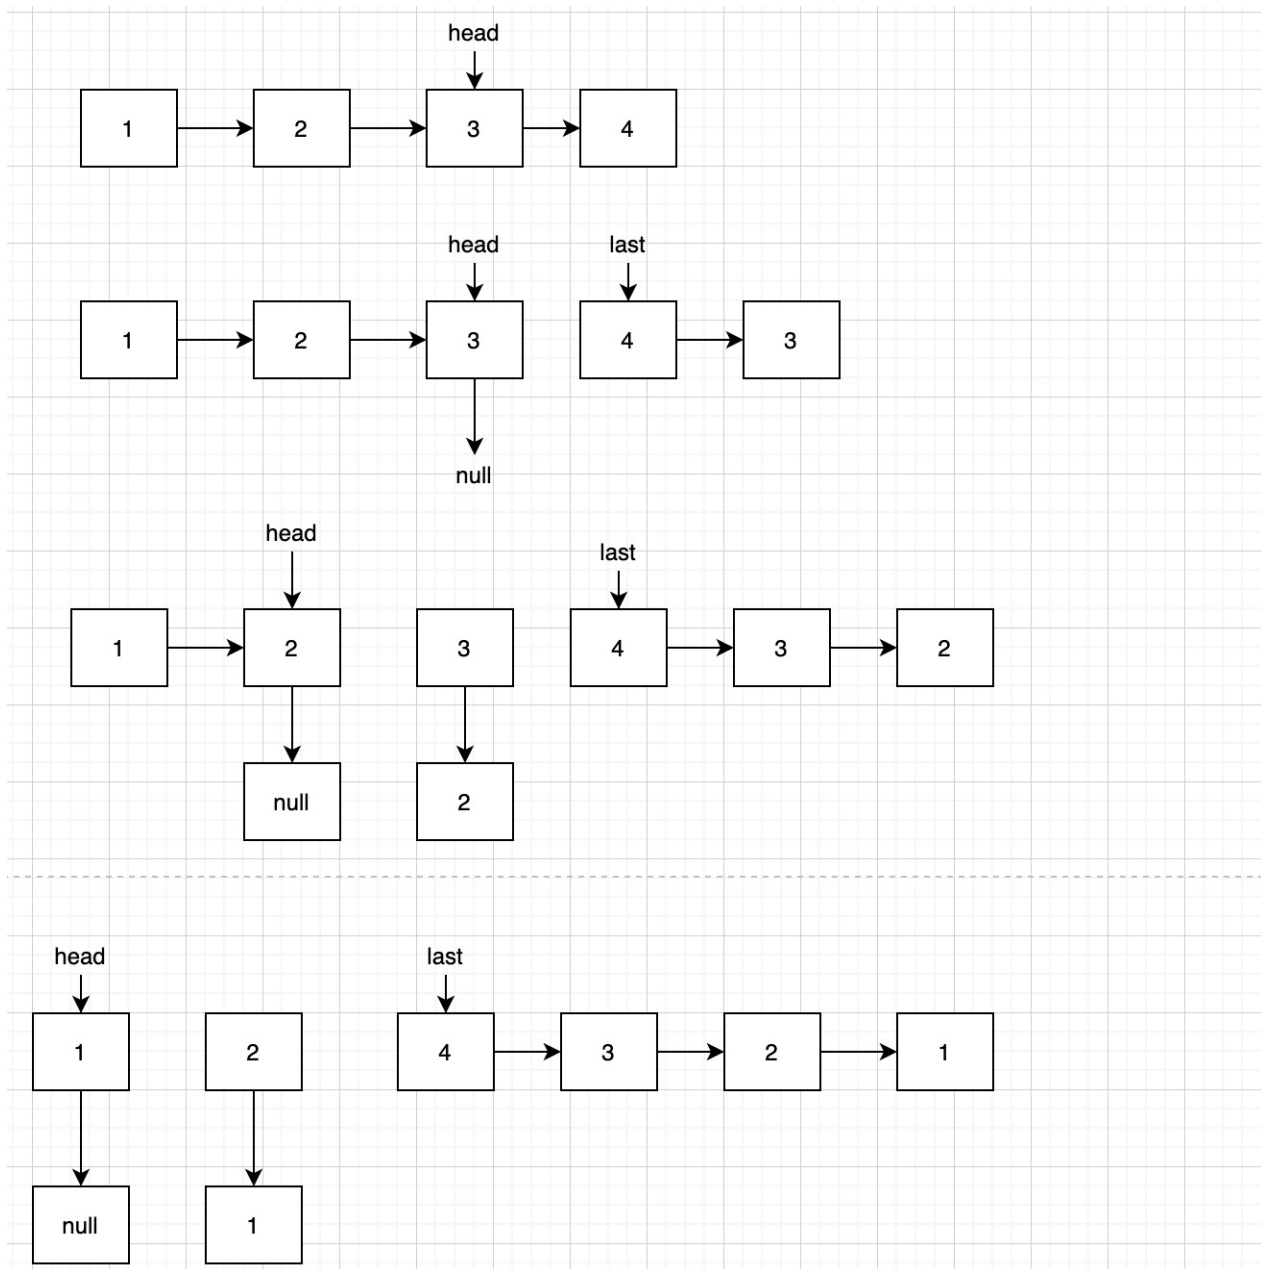 head
1 2 3 4
head last
1 2 3 4 3
null
head
last
1 2 3 4 3 2
null 2
head last
1 2 4 3 2 1
null 1